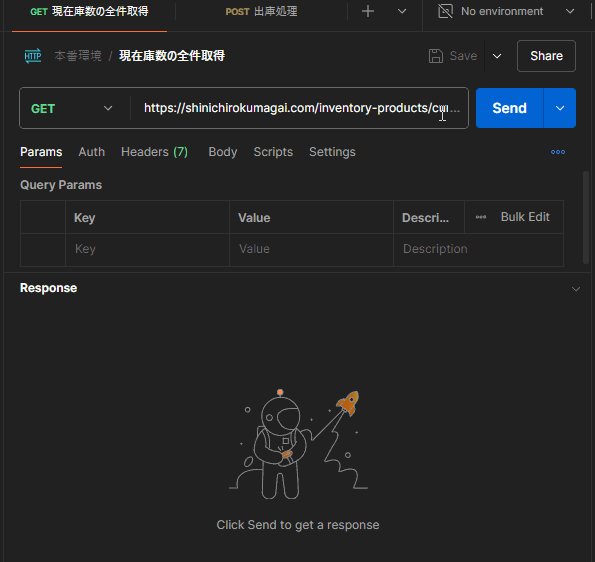 GET 現在庫数の全件取得 POST 出庫処理 No environment
HTTP 本番環境 / 現在庫数の全件取得 Save Share
GET https://shinichirokumagai.com/inventory-products/cu... Send
Params Auth Headers (7) Body Scripts Settings
Query Params
Key Value Descri... Bulk Edit
Key Value Description
Response
Click Send to get a response